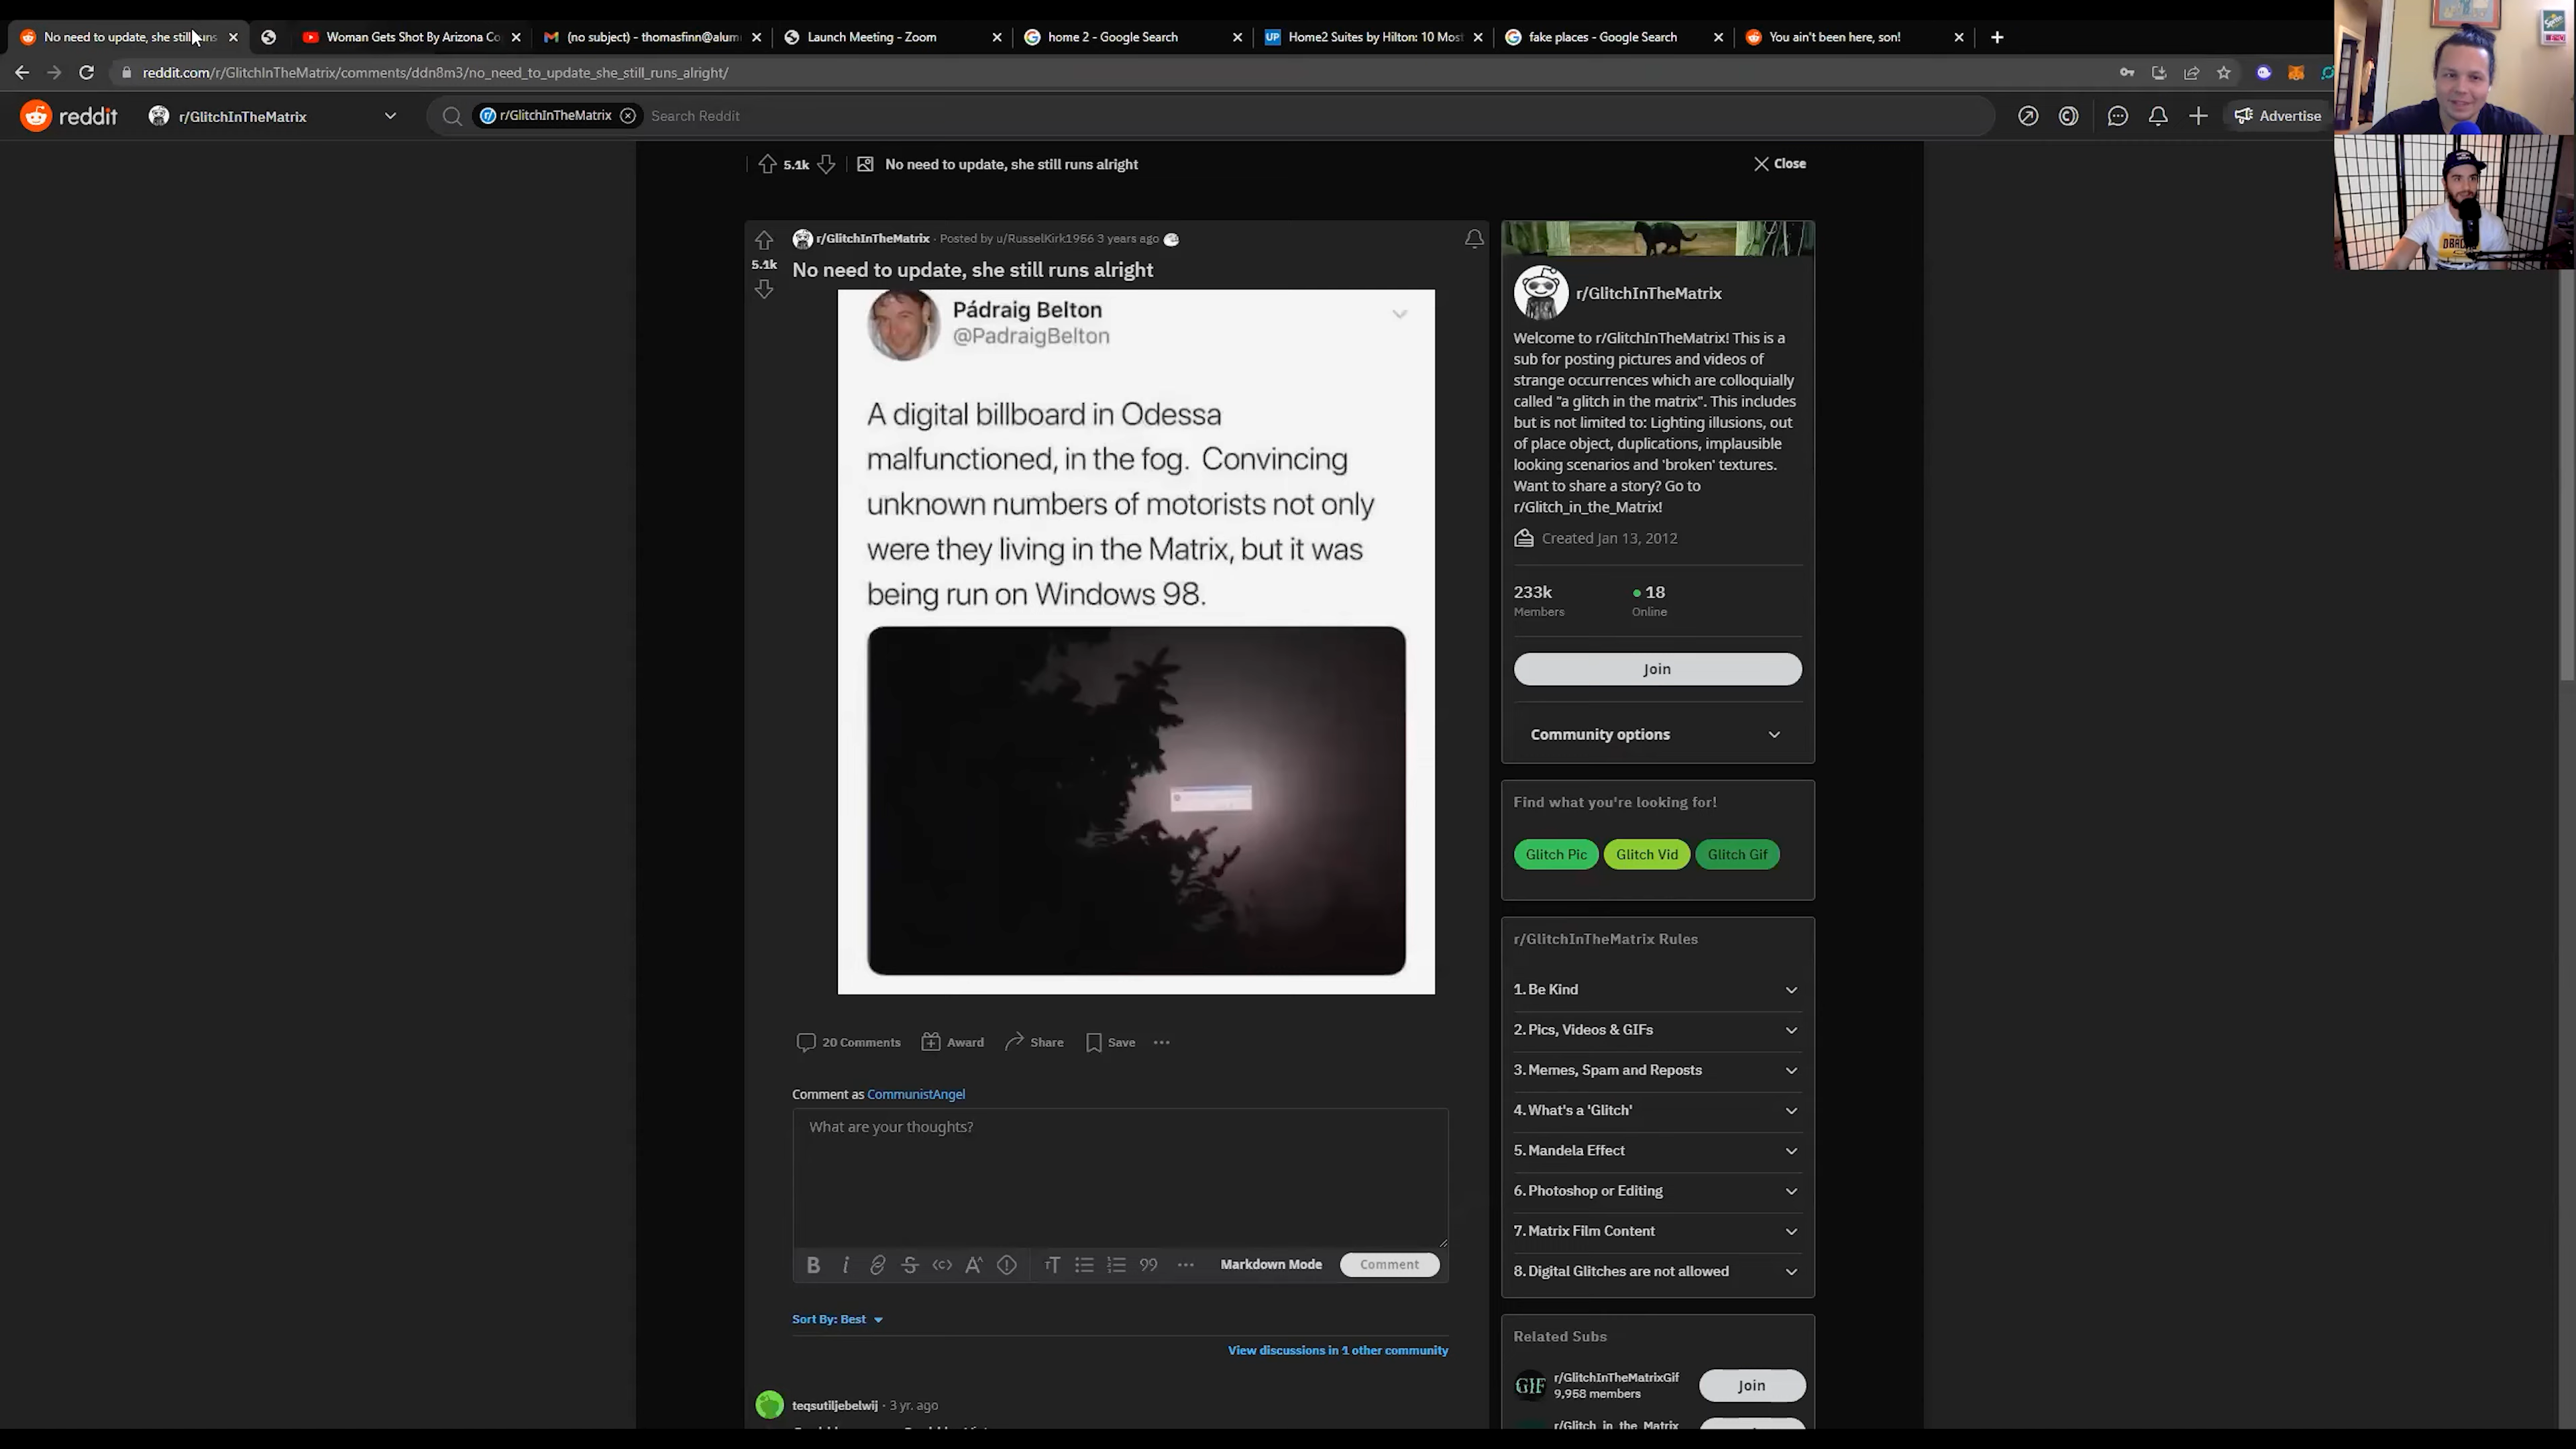 No need to update, she still runs
Woman Gets Shot By Arizona Co
(no subject) - thomasfinn@alum
Launch Meeting - Zoom
home 2 - Google Search
UP
Home2 Suites by Hilton: 10 Most
fake places - Google Search
You ain't been here, son!
reddit.com/r/GlitchInTheMatrix/comments/ddn8m3/no_need_to_update_she_still_runs_alright/
reddit
r/GlitchInTheMatrix
r/GlitchInTheMatrix
Search Reddit
Advertise
5.1k
No need to update, she still runs alright
Close
r/GlitchInTheMatrix · Posted by u/RusselKirk1956 3 years ago
5.1k
No need to update, she still runs alright
Pádraig Belton
@PadraigBelton
A digital billboard in Odessa
malfunctioned, in the fog. Convincing
unknown numbers of motorists not only
were they living in the Matrix, but it was
being run on Windows 98.
20 Comments
Award
Share
Save
Comment as CommunistAngel
What are your thoughts?
Markdown Mode
Comment
Sort By: Best
View discussions in 1 other community
teqsutiljebelwij · 3 yr. ago
r/GlitchInTheMatrix
Welcome to r/GlitchInTheMatrix! This is a
sub for posting pictures and videos of
strange occurrences which are colloquially
called "a glitch in the matrix". This includes
but is not limited to: Lighting illusions, out
of place object, duplications, implausible
looking scenarios and 'broken' textures.
Want to share a story? Go to
r/Glitch_in_the_Matrix!
Created Jan 13, 2012
233k
18
Members
Online
Join
Community options
Find what you're looking for!
Glitch Pic
Glitch Vid
Glitch Gif
r/GlitchInTheMatrix Rules
1. Be Kind
2. Pics, Videos & GIFs
3. Memes, Spam and Reposts
4. What's a 'Glitch'
5. Mandela Effect
6. Photoshop or Editing
7. Matrix Film Content
8. Digital Glitches are not allowed
Related Subs
GIF
r/GlitchInTheMatrixGif
9,958 members
Join
r/Glitch_in_the_Matrix